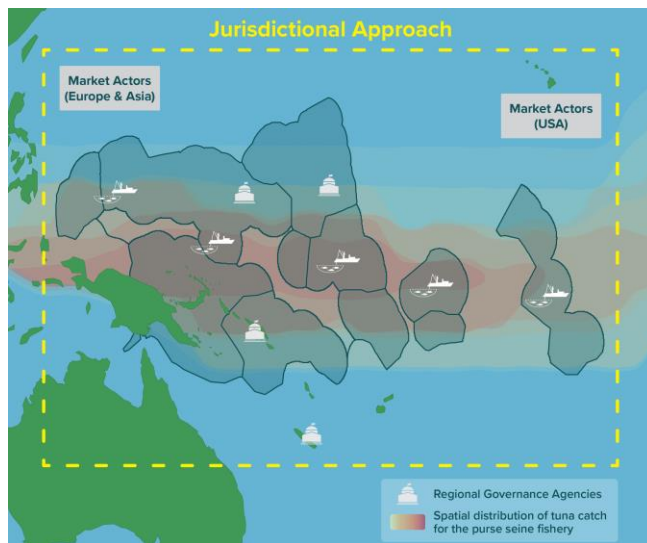 Jurisdictional Approach
Market Actors
(Europe & Asia)
Market Actors
(USA)
Regional Governance Agencies
Spatial distribution of tuna catch
for the purse seine fishery